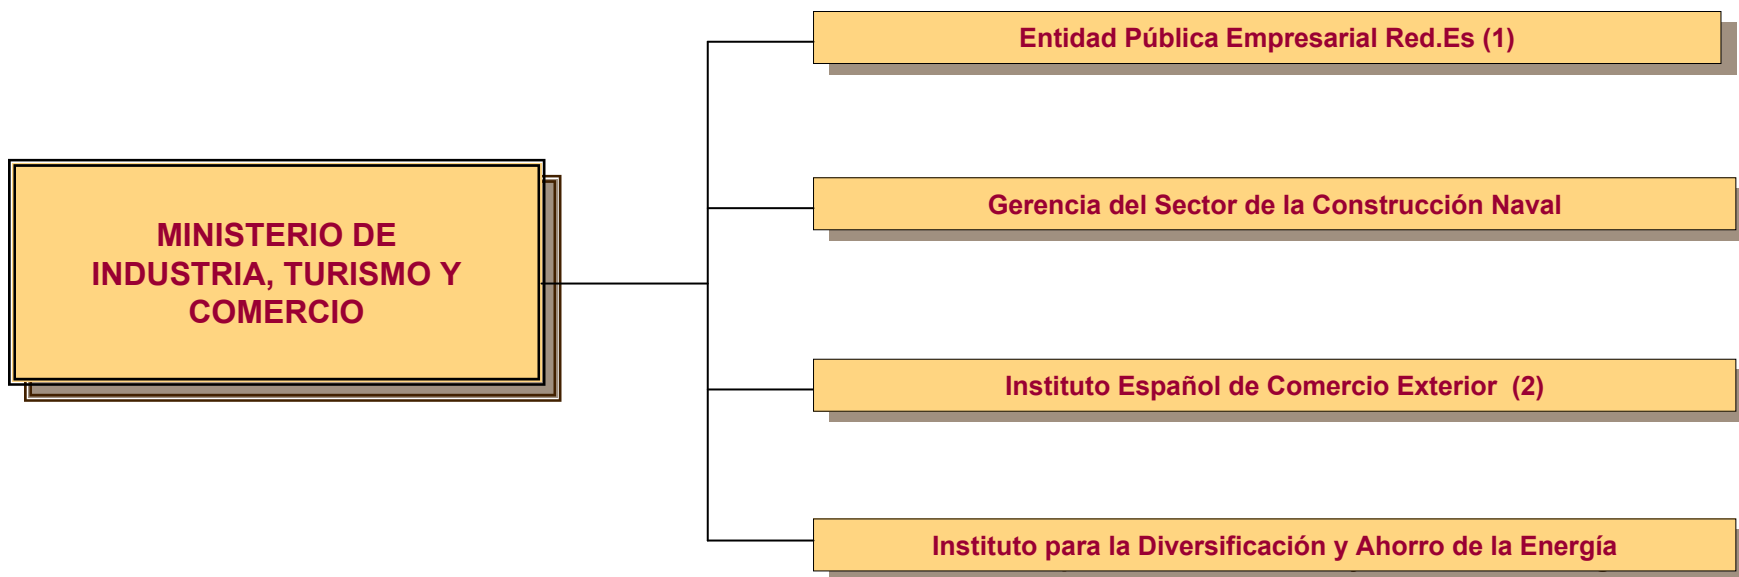 Entidad Pública Empresarial Red.Es (1)
Gerencia del Sector de la Construcción Naval
MINISTERIO DE
INDUSTRIA, TURISMO Y
COMERCIO
Instituto Español de Comercio Exterior (2)
Instituto para la Diversificación y Ahorro de la Energía